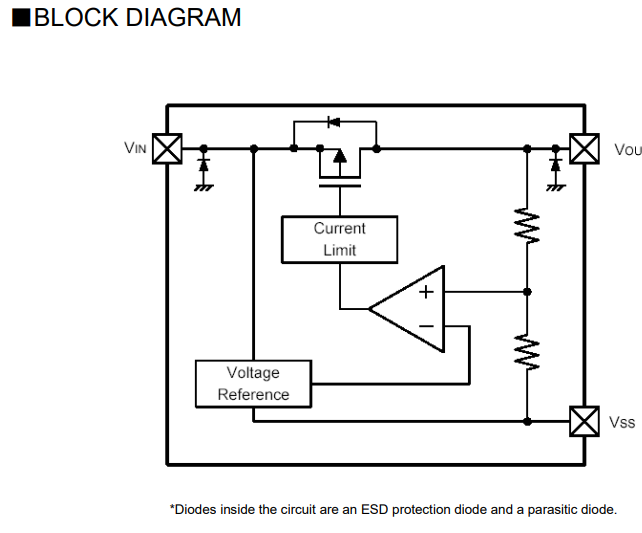 ■BLOCK DIAGRAM
VIN
VOU
Current
Limit
+
−
Voltage
Reference
VSS
*Diodes inside the circuit are an ESD protection diode and a parasitic diode.